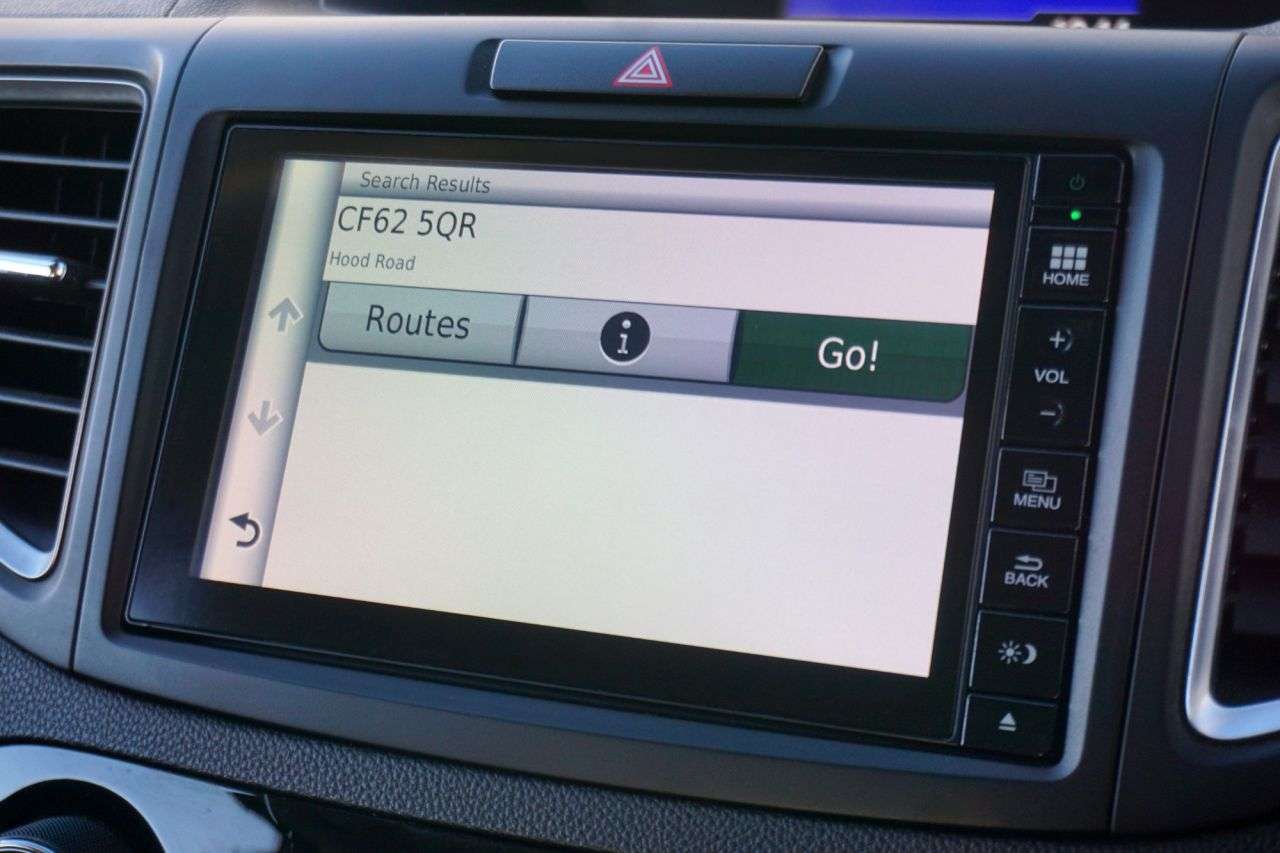 Search Results
CF62 5QR
Hood Road
Routes
i
Go!
HOME
VOL
MENU
BACK